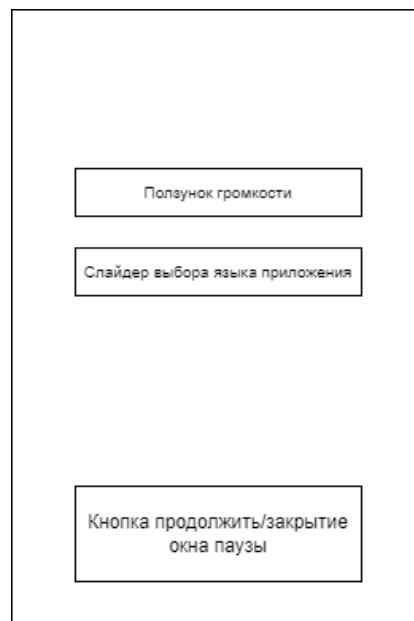 Ползунок громкости
Слайдер выбора языка приложения
Кнопка продолжить/закрытие
окна паузы